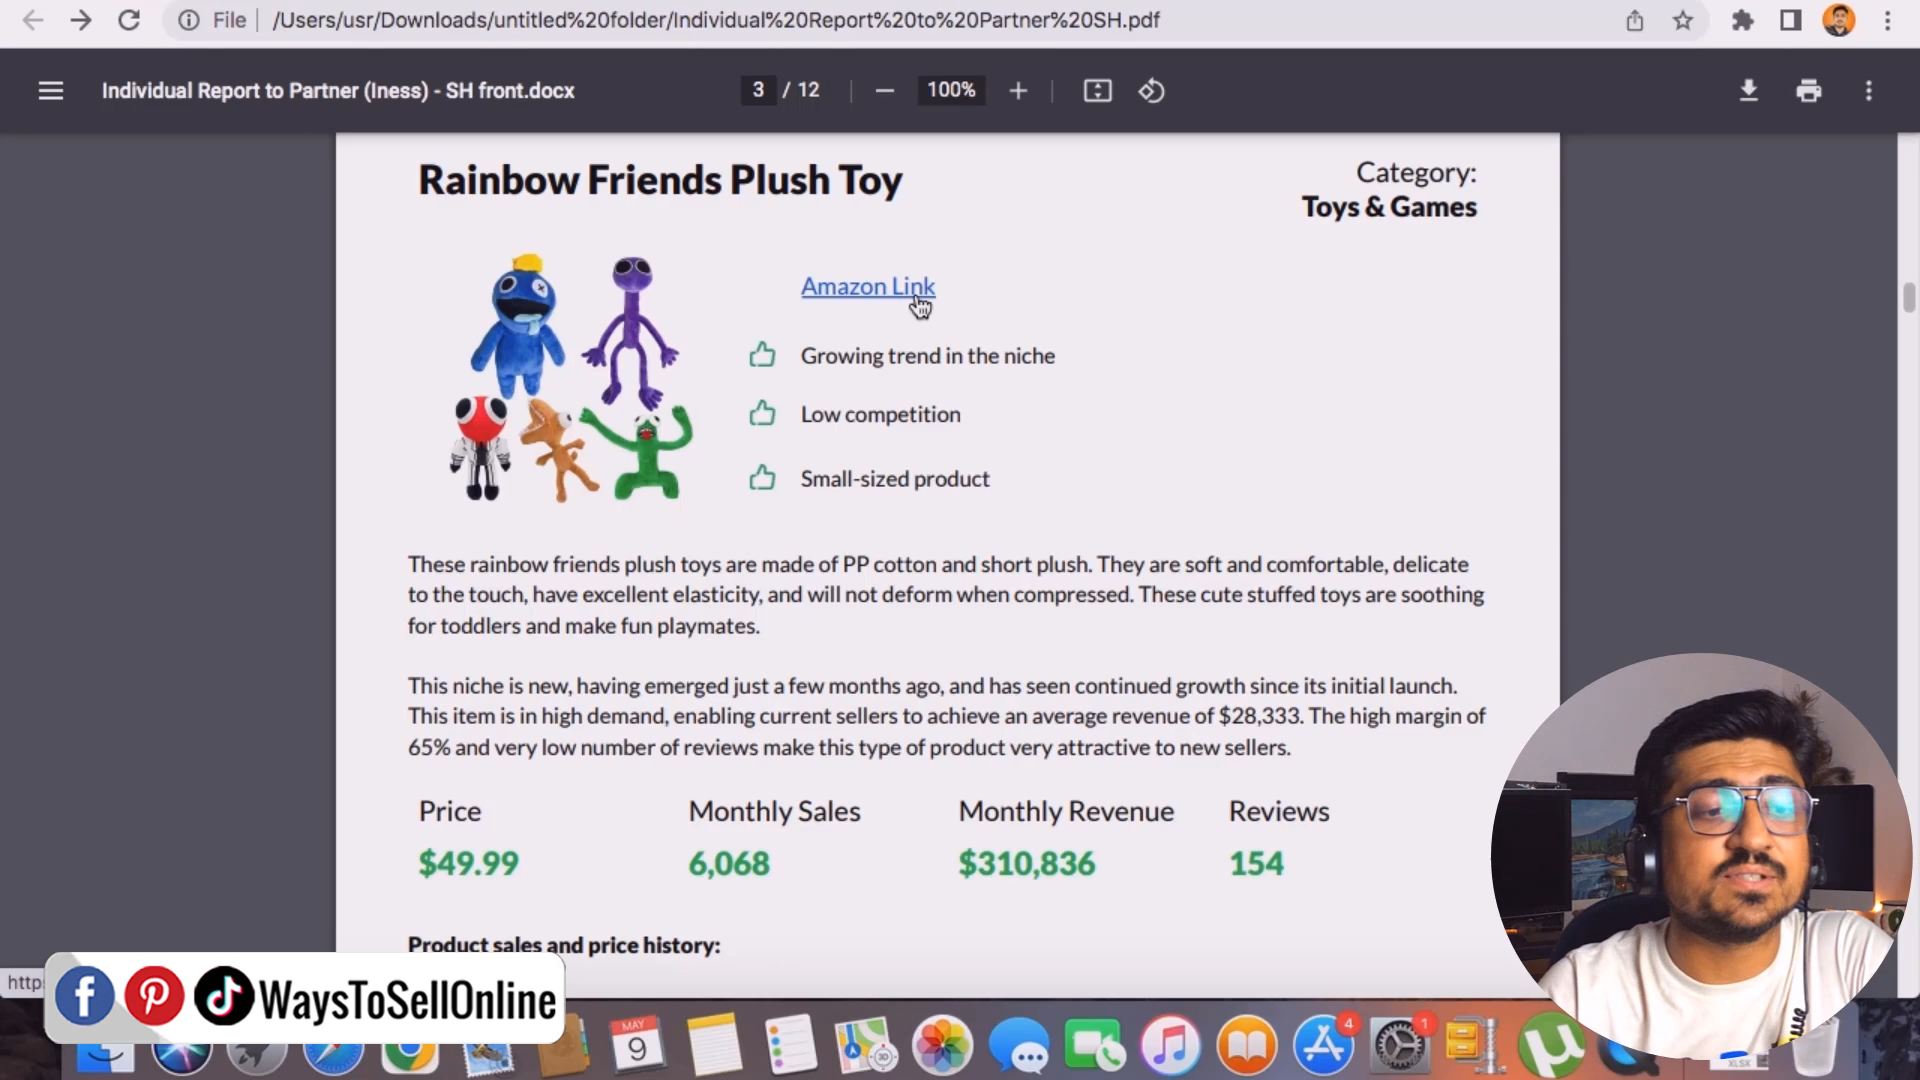 File
/Users/usr/Downloads/untitled%20folder/Individual%20Report%20to%20Partner%20SH.pdf
Individual Report to Partner (Iness) - SH front.docx
3 / 12
100%
Rainbow Friends Plush Toy
Category:
Toys & Games
Amazon Link
Growing trend in the niche
Low competition
Small-sized product
These rainbow friends plush toys are made of PP cotton and short plush. They are soft and comfortable, delicate
to the touch, have excellent elasticity, and will not deform when compressed. These cute stuffed toys are soothing
for toddlers and make fun playmates.
This niche is new, having emerged just a few months ago, and has seen continued growth since its initial launch.
This item is in high demand, enabling current sellers to achieve an average revenue of $28,333. The high margin of
65% and very low number of reviews make this type of product very attractive to new sellers.
Price Monthly Sales Monthly Revenue Reviews
$49.99 6,068 $310,836 154
Product sales and price history:
http
WaysToSellOnline
MAY
9
3D
4
1
XLSX